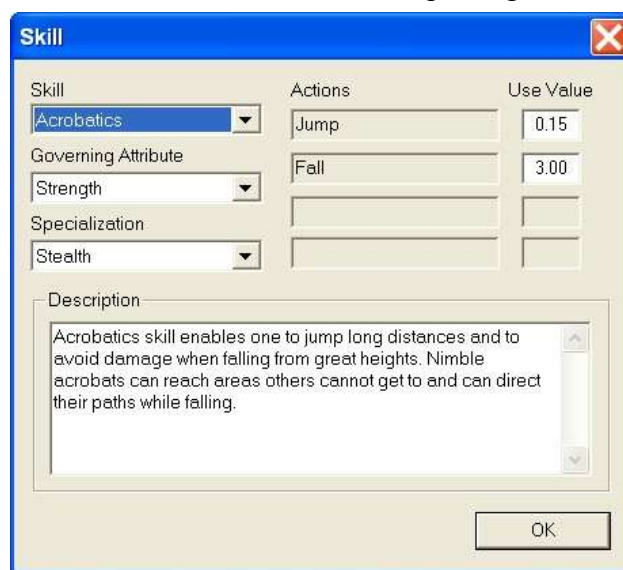 Skill
Skill Actions Use Value
Acrobatics Jump 0.15
Governing Attribute
Fall 3.00
Strength
Specialization
Stealth
Description
Acrobatics skill enables one to jump long distances and to
avoid damage when falling from great heights. Nimble
acrobats can reach areas others cannot get to and can direct
their paths while falling.
OK